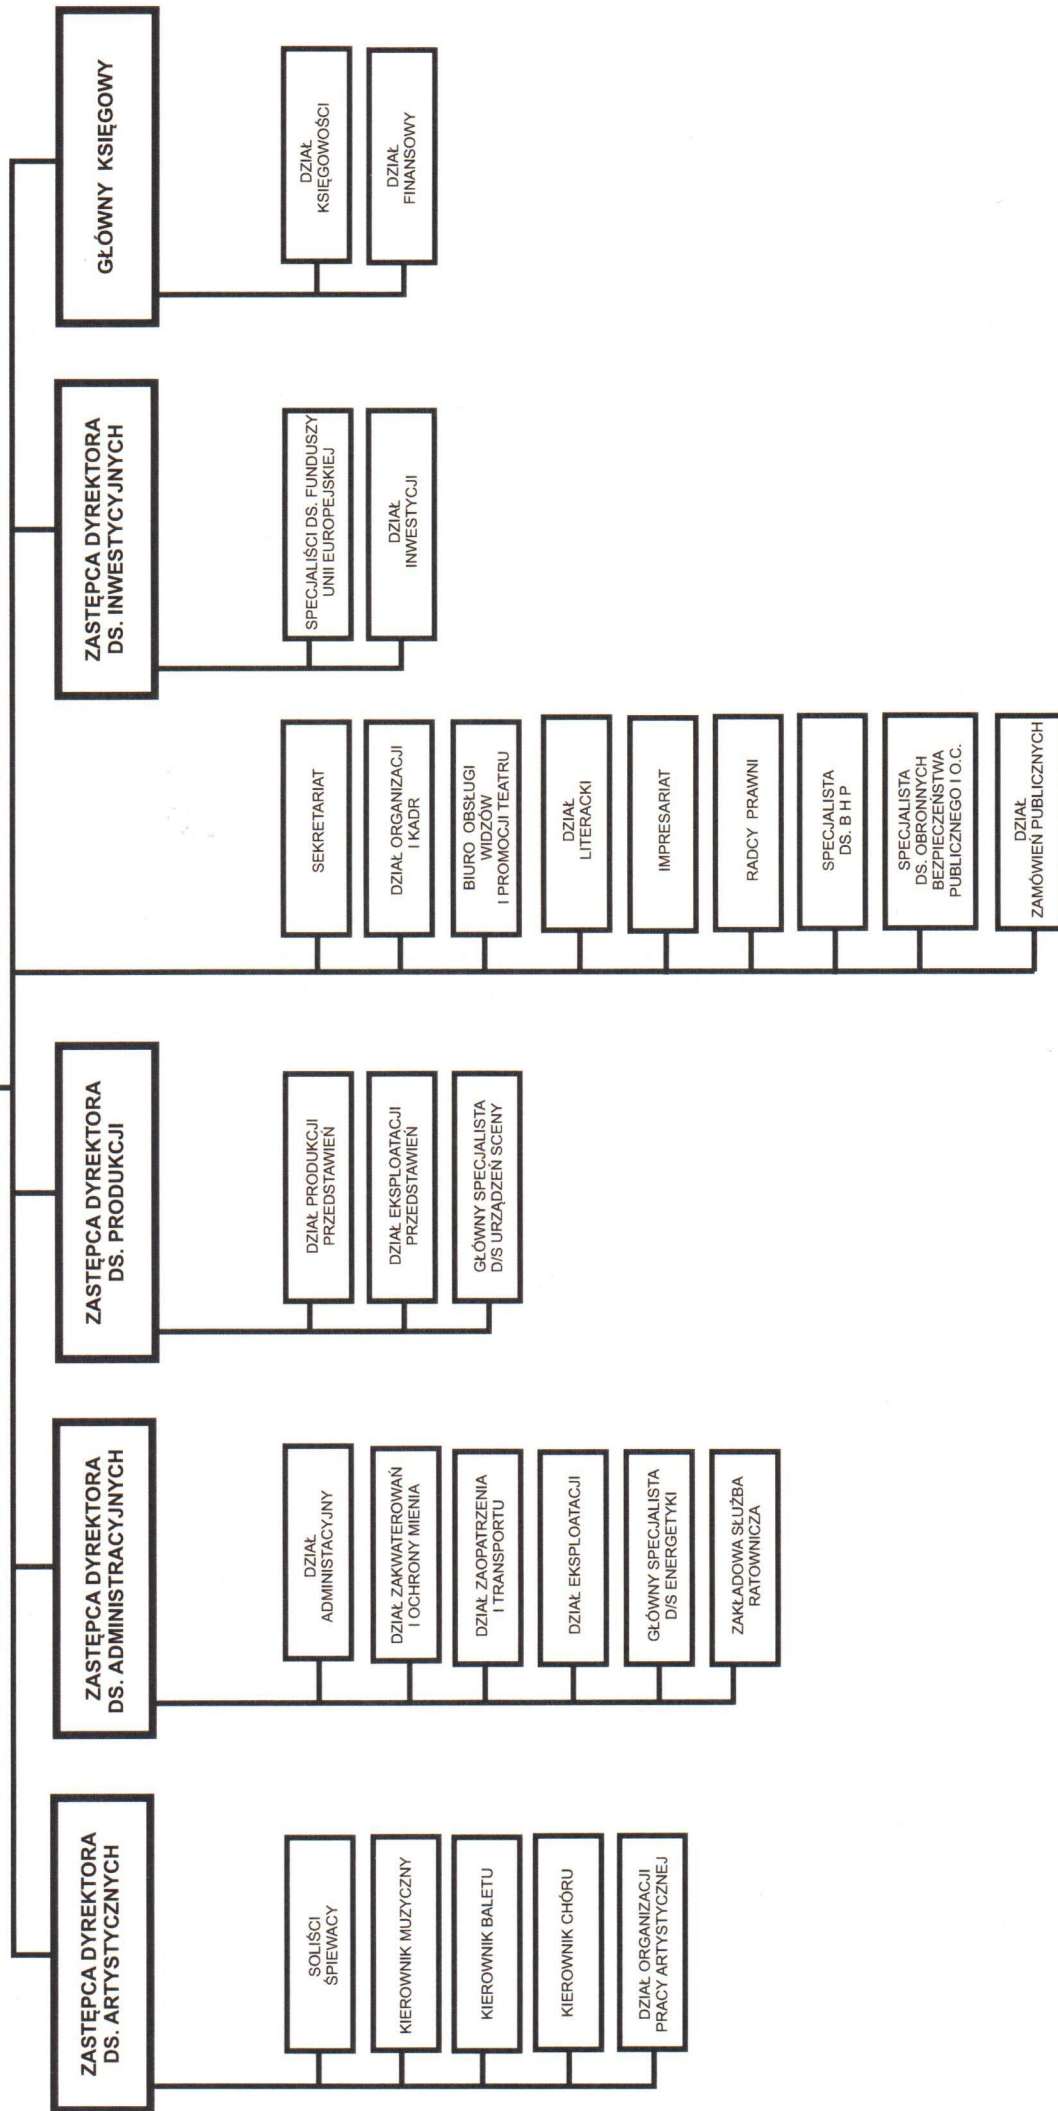 ZASTĘPCA DYREKTORA
DS. ARTYSTYCZNYCH
SOLIŚCI
ŚPIEWACY
KIEROWNIK MUZYCZNY
KIEROWNIK BALETU
KIEROWNIK CHÓRU
DZIAŁ ORGANIZACJI
PRACY ARTYSTYCZNEJ
ZASTĘPCA DYREKTORA
DS. ADMINISTRACYJNYCH
DZIAŁ
ADMINISTACYJNY
DZIAŁ ZAKWATEROWAŃ
I OCHRONY MIENIA
DZIAŁ ZAOPATRZENIA
I TRANSPORTU
DZIAŁ EKSPLOATACJI
GŁÓWNY SPECJALISTA
D/S ENERGETYKI
ZAKŁADOWA SŁUŻBA
RATOWNICZA
ZASTĘPCA DYREKTORA
DS. PRODUKCJI
DZIAŁ PRODUKCJI
PRZEDSTAWIEŃ
DZIAŁ EKSPLOATACJI
PRZEDSTAWIEŃ
GŁÓWNY SPECJALISTA
D/S URZĄDZEŃ SCENY
SEKRETARIAT
DZIAŁ ORGANIZACJI
I KADR
BIURO OBSŁUGI
WIDZÓW
I PROMOCJI TEATRU
DZIAŁ
LITERACKI
IMPRESARIAT
RADCY PRAWNI
SPECJALISTA
DS. B H P
SPECJALISTA
DS. OBRONNYCH
BEZPIECZEŃSTWA
PUBLICZNEGO I O.C.
DZIAŁ
ZAMÓWIEŃ PUBLICZNYCH
ZASTĘPCA DYREKTORA
DS. INWESTYCYJNYCH
SPECJALIŚCI DS. FUNDUSZY
UNII EUROPEJSKIEJ
DZIAŁ
INWESTYCJI
GŁÓWNY KSIĘGOWY
DZIAŁ
KSIĘGOWOŚCI
DZIAŁ
FINANSOWY